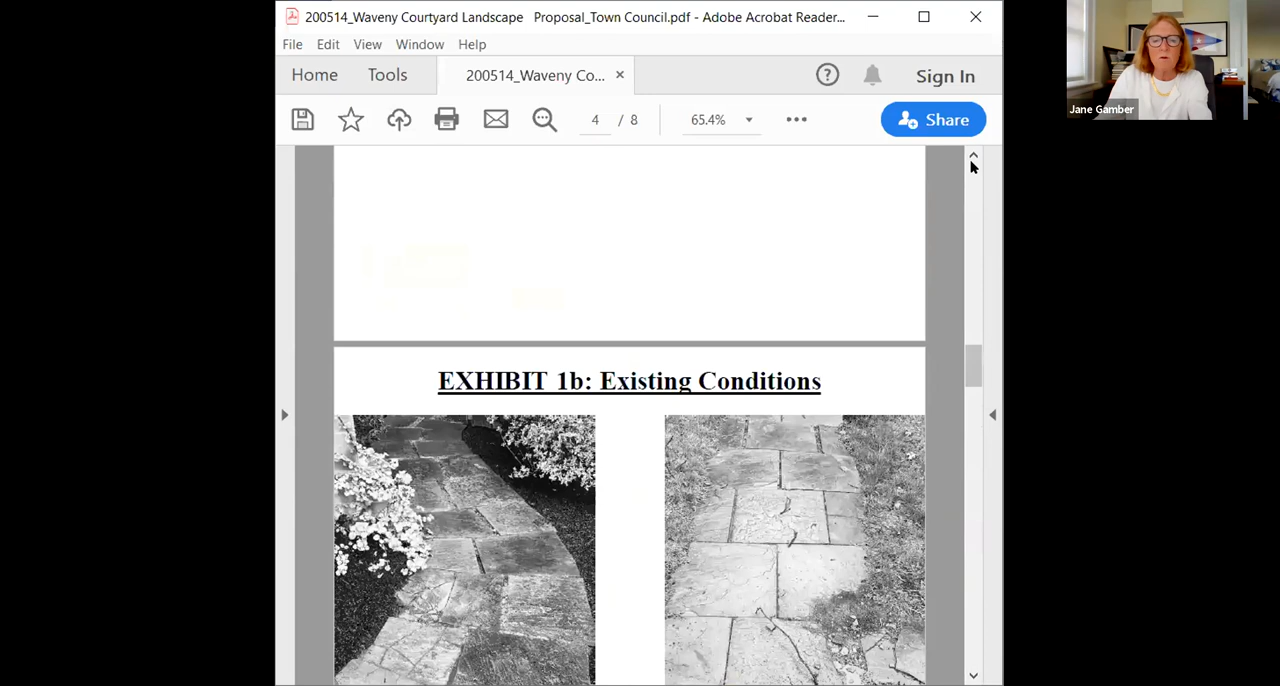 200514_Waveny Courtyard Landscape Proposal_Town Council.pdf - Adobe Acrobat Reader...
File Edit View Window Help
Home Tools 200514_Waveny Co... × ? Sign In
4 / 8 65.4% Share
Jane Gamber
EXHIBIT 1b: Existing Conditions